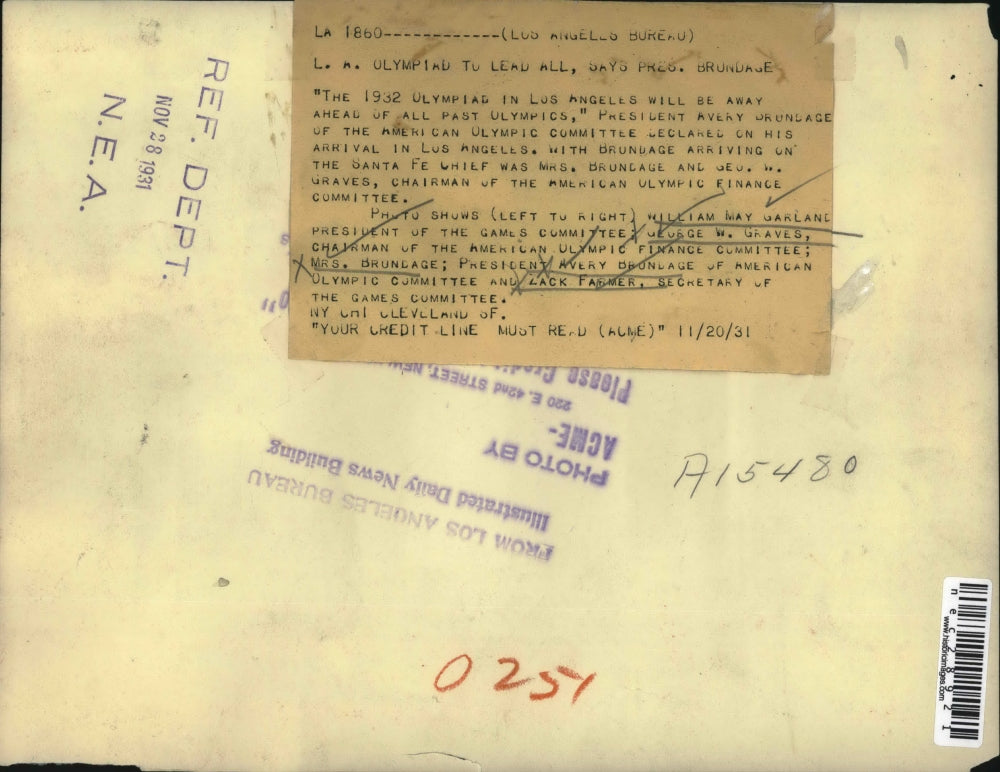 LA 1860------------(LOS ANGELES BUREAU)
L. A. OLYMPIAD TO LEAD ALL, SAYS PRES. BRUNDAGE
"THE 1932 OLYMPIAD IN LOS ANGELES WILL BE AWAY
AHEAD OF ALL PAST OLYMPICS," PRESIDENT AVERY BRUNDAGE
OF THE AMERICAN OLYMPIC COMMITTEE DECLARED ON HIS
ARRIVAL IN LOS ANGELES. WITH BRUNDAGE ARRIVING ON
THE SANTA FE CHIEF WAS MRS. BRUNDAGE AND GEO. W.
GRAVES, CHAIRMAN OF THE AMERICAN OLYMPIC FINANCE
COMMITTEE.
PHOTO SHOWS (LEFT TO RIGHT) WILLIAM MAY GARLAND
PRESIDENT OF THE GAMES COMMITTEE; GEORGE W. GRAVES,
CHAIRMAN OF THE AMERICAN OLYMPIC FINANCE COMMITTEE;
MRS. BRUNDAGE; PRESIDENT AVERY BRUNDAGE OF AMERICAN
OLYMPIC COMMITTEE AND ZACK FARMER, SECRETARY OF
THE GAMES COMMITTEE.
NY CHI CLEVELAND SF.
"YOUR CREDIT LINE MUST READ (ACME)" 11/20/31
REF. DEPT.
NOV 28 1931
N.E.A.
FROM LOS ANGELES BUREAU
Illustrated Daily News Building
PHOTO BY
ACME-
220 E. 42nd STREET, NEW
Please Credit
A15480
0251
nec28921
www.historicimages.com